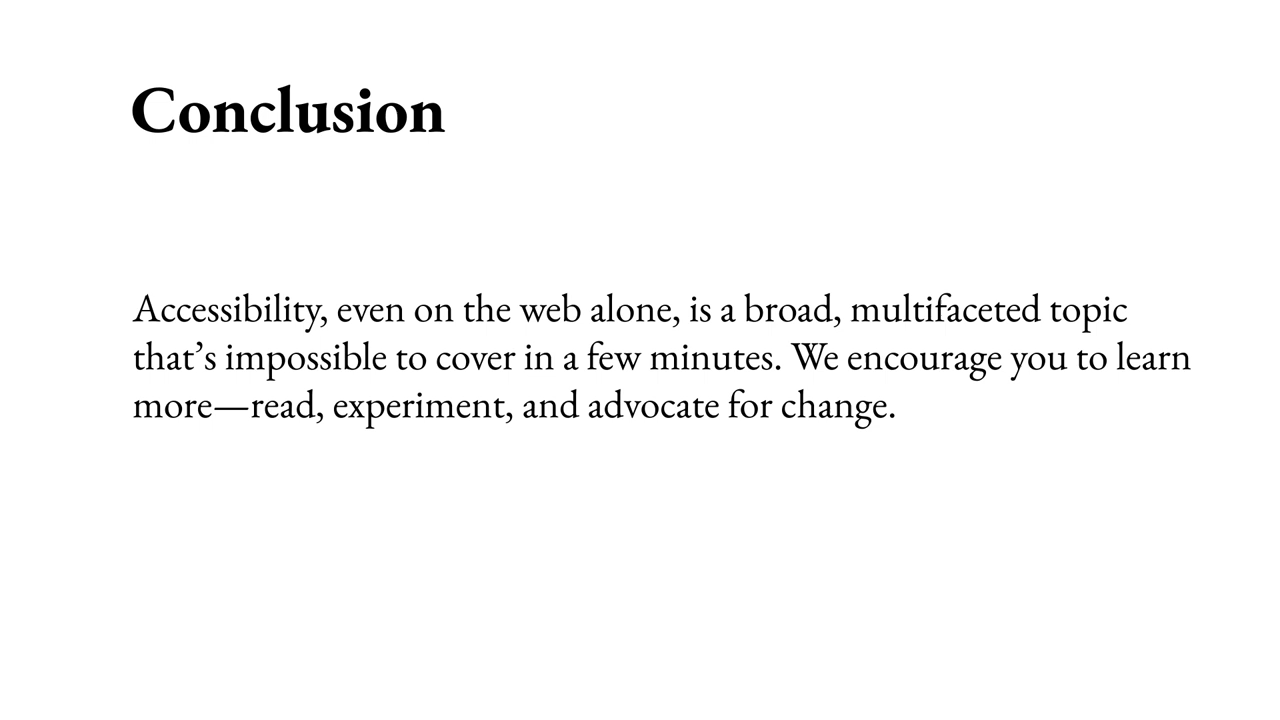 Conclusion
Accessibility, even on the web alone, is a broad, multifaceted topic
that’s impossible to cover in a few minutes. We encourage you to learn
more—read, experiment, and advocate for change.